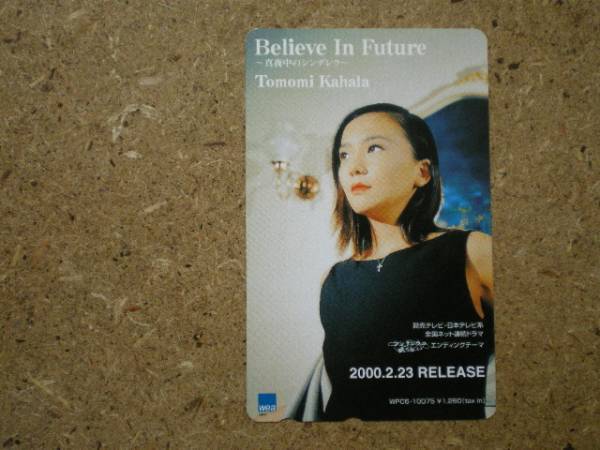 Believe In Future
～真夜中のシンデレラ～
Tomomi Kahala
読売テレビ・日本テレビ系
全国ネット連続ドラマ
エンディングテーマ
2000.2.23 RELEASE
wea
WPC6-10075 ¥1,260(tax in)